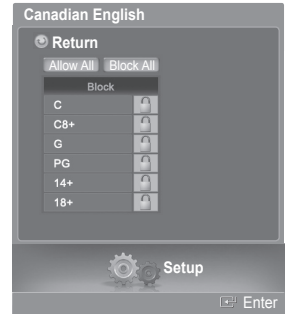 Canadian English
Return
Allow All Block All
Block
C
C8+
G
PG
14+
18+
Setup
Enter